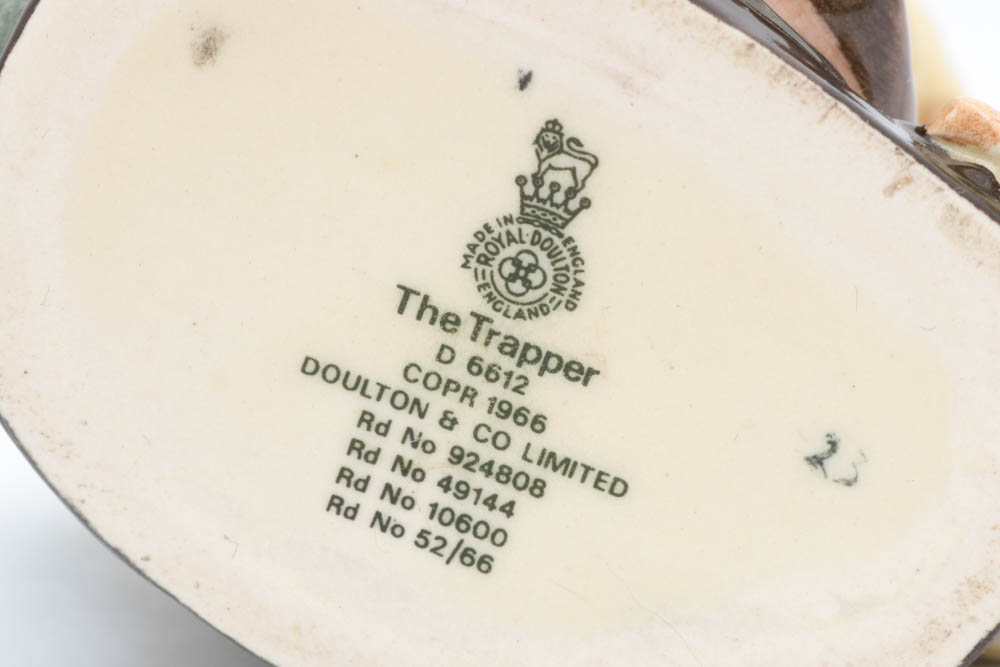 MADE IN ENGLAND
ROYAL·DOULTON
ENGLAND
The Trapper
D 6612
COPR 1966
DOULTON & CO LIMITED
Rd No 924808
Rd No 49144
Rd No 10600
Rd No 52/66
23